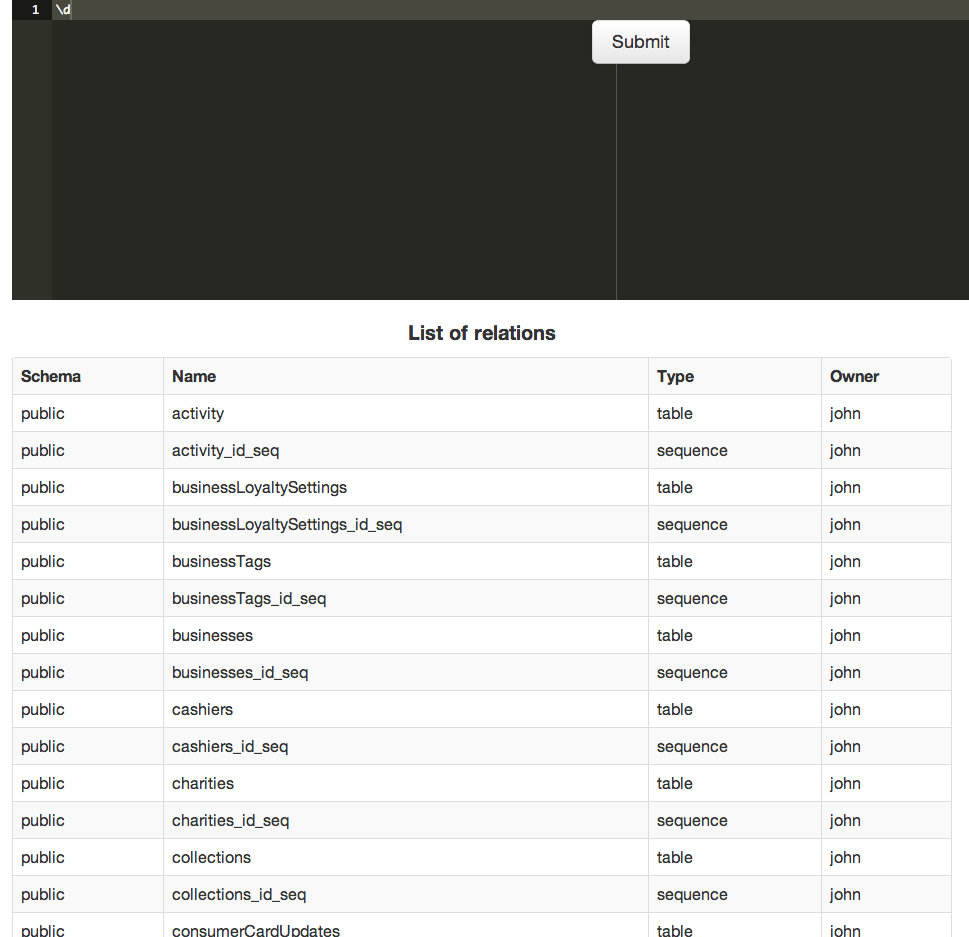 1 \d
Submit
List of relations
Schema Name Type Owner
public activity table john
public activity_id_seq sequence john
public businessLoyaltySettings table john
public businessLoyaltySettings_id_seq sequence john
public businessTags table john
public businessTags_id_seq sequence john
public businesses table john
public businesses_id_seq sequence john
public cashiers table john
public cashiers_id_seq sequence john
public charities table john
public charities_id_seq sequence john
public collections table john
public collections_id_seq sequence john
public consumerCardUpdates table john